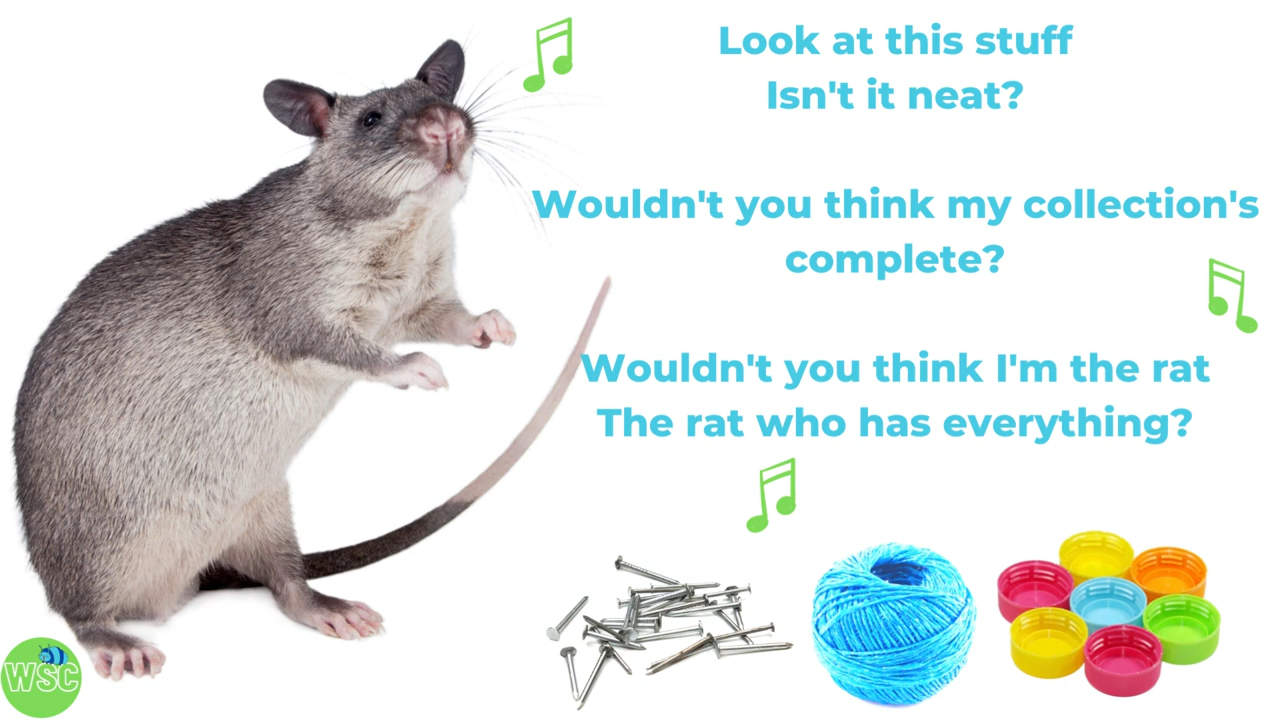 Look at this stuff
Isn't it neat?
Wouldn't you think my collection's
complete?
Wouldn't you think I'm the rat
The rat who has everything?
WSC